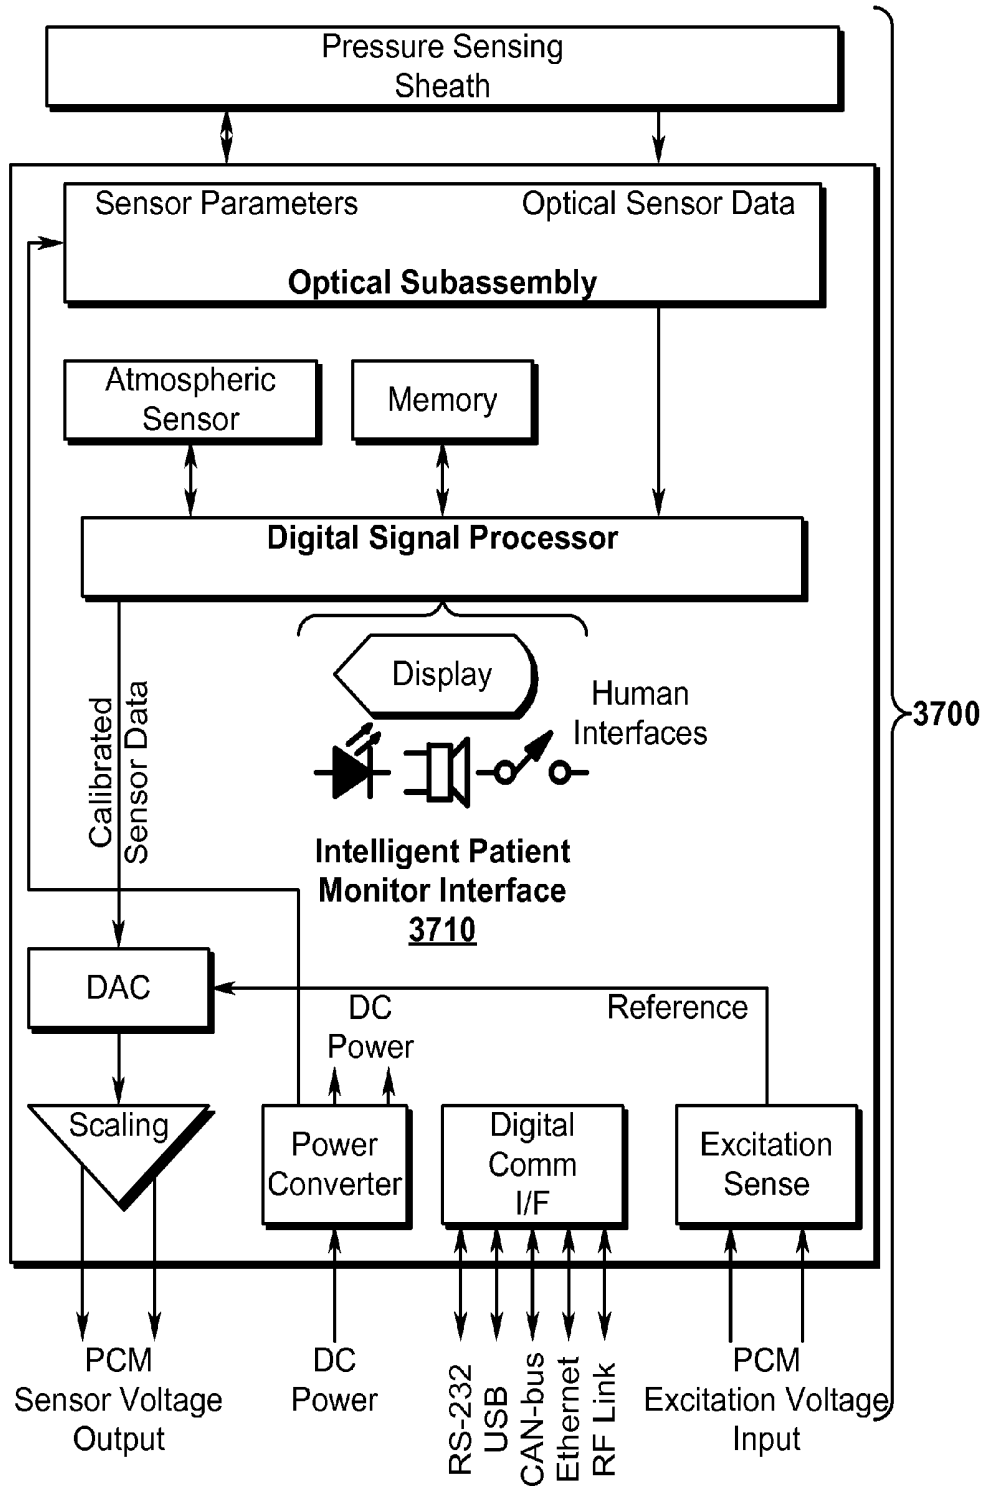 Pressure Sensing
Sheath
Sensor Parameters
Optical Sensor Data
Optical Subassembly
Atmospheric
Sensor
Memory
Digital Signal Processor
Display
Human
Interfaces
Calibrated
Sensor Data
3700
Intelligent Patient
Monitor Interface
3710
DAC
Reference
DC
Power
Scaling
Power
Converter
Digital
Comm
I/F
Excitation
Sense
PCM
Sensor Voltage
Output
DC
Power
RS-232
USB
CAN-bus
Ethernet
RF Link
PCM
Excitation Voltage
Input